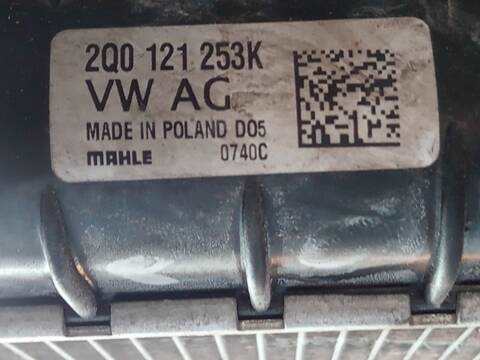 2Q0 121 253K
VW AG
MADE IN POLAND D05
MAHLE 0740C